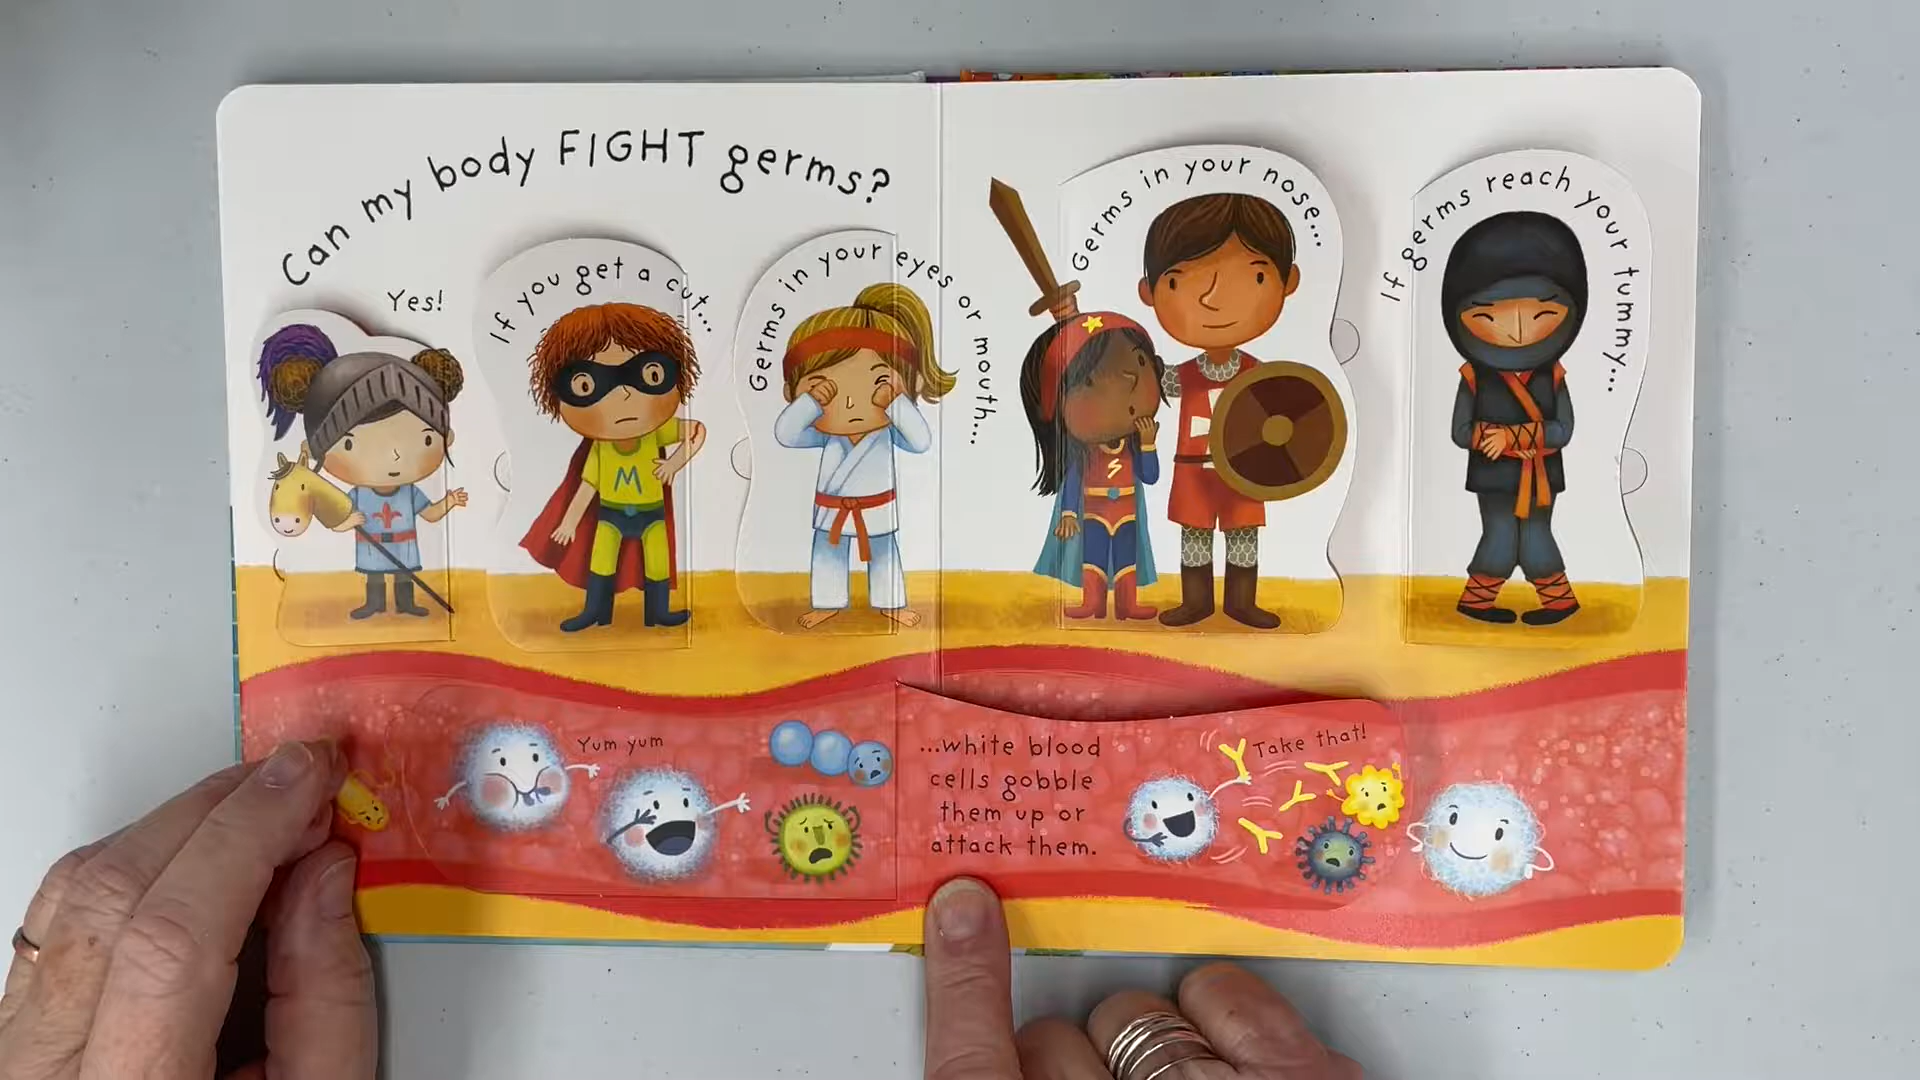 Can my body FIGHT germs?
Yes!
If you get a cut...
Germs in your eyes or mouth...
Germs in your nose...
If germs reach your tummy...
M
S
Yum yum
...white blood
cells gobble
them up or
attack them.
Take that!